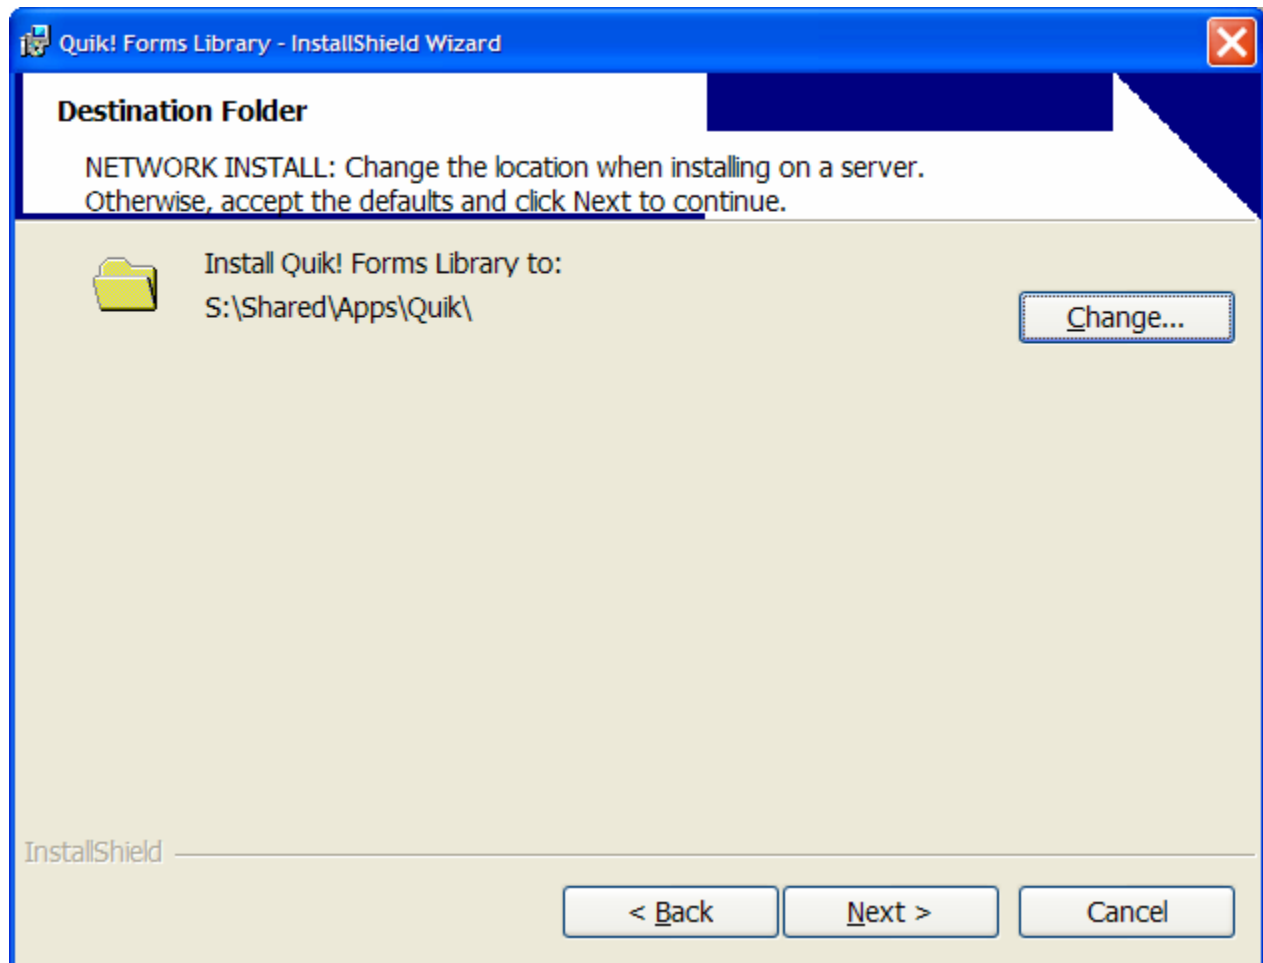 Quik! Forms Library - InstallShield Wizard
Destination Folder
NETWORK INSTALL: Change the location when installing on a server.
Otherwise, accept the defaults and click Next to continue.
Install Quik! Forms Library to:
S:\Shared\Apps\Quik\
Change...
InstallShield
< Back
Next >
Cancel